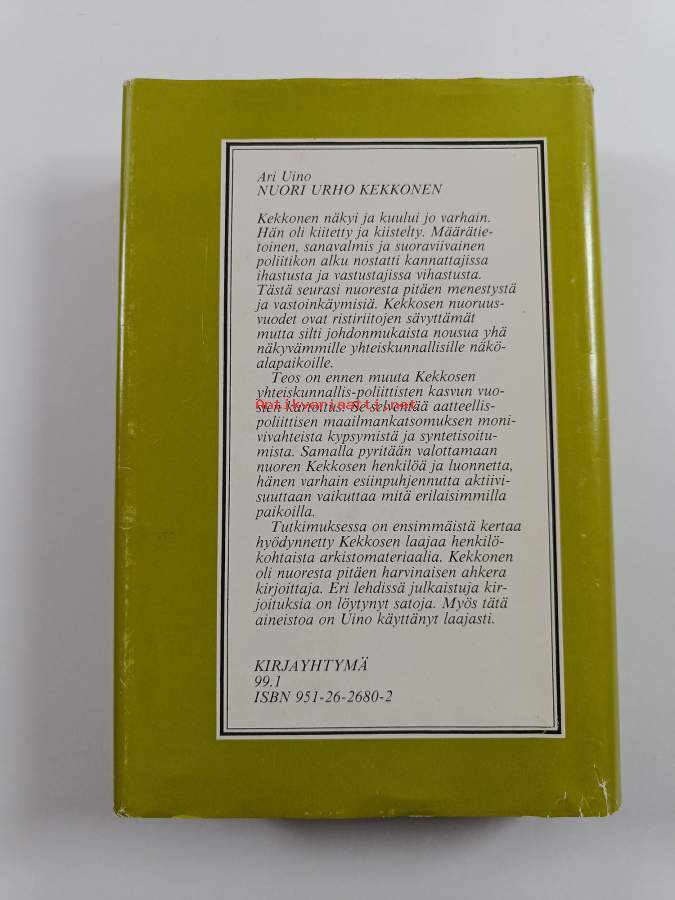 Ari Uino
NUORI URHO KEKKONEN
Kekkonen näkyi ja kuului jo varhain.
Hän oli kiitetty ja kiistelty. Määrätie-
toinen, sanavalmis ja suoraviivainen
poliitikon alku nostatti kannattajissa
ihastusta ja vastustajissa vihastusta.
Tästä seurasi nuoresta pitäen menestystä
ja vastoinkäymisiä. Kekkosen nuoruus-
vuodet ovat ristiriitojen sävyttämät
mutta silti johdonmukaista nousua yhä
näkyvämmille yhteiskunnallisille näkö-
alapaikoille.
Teos on ennen muuta Kekkosen
yhteiskunnallis-poliittisten kasvun vuo-
sien kartoitus. Se selventää aatteellis-
Antikvariaatti.net
poliittisen maailmankatsomuksen moni-
vivahteista kypsymistä ja syntetisoitu-
mista. Samalla pyritään valottamaan
nuoren Kekkosen henkilöä ja luonnetta,
hänen varhain esiinpuhjennutta aktiivi-
suuttaan vaikuttaa mitä erilaisimmilla
paikoilla.
Tutkimuksessa on ensimmäistä kertaa
hyödynnetty Kekkosen laajaa henkilö-
kohtaista arkistomateriaalia. Kekkonen
oli nuoresta pitäen harvinaisen ahkera
kirjoittaja. Eri lehdissä julkaistuja kir-
joituksia on löytynyt satoja. Myös tätä
aineistoa on Uino käyttänyt laajasti.
KIRJAYHTYMÄ
99.1
ISBN 951-26-2680-2